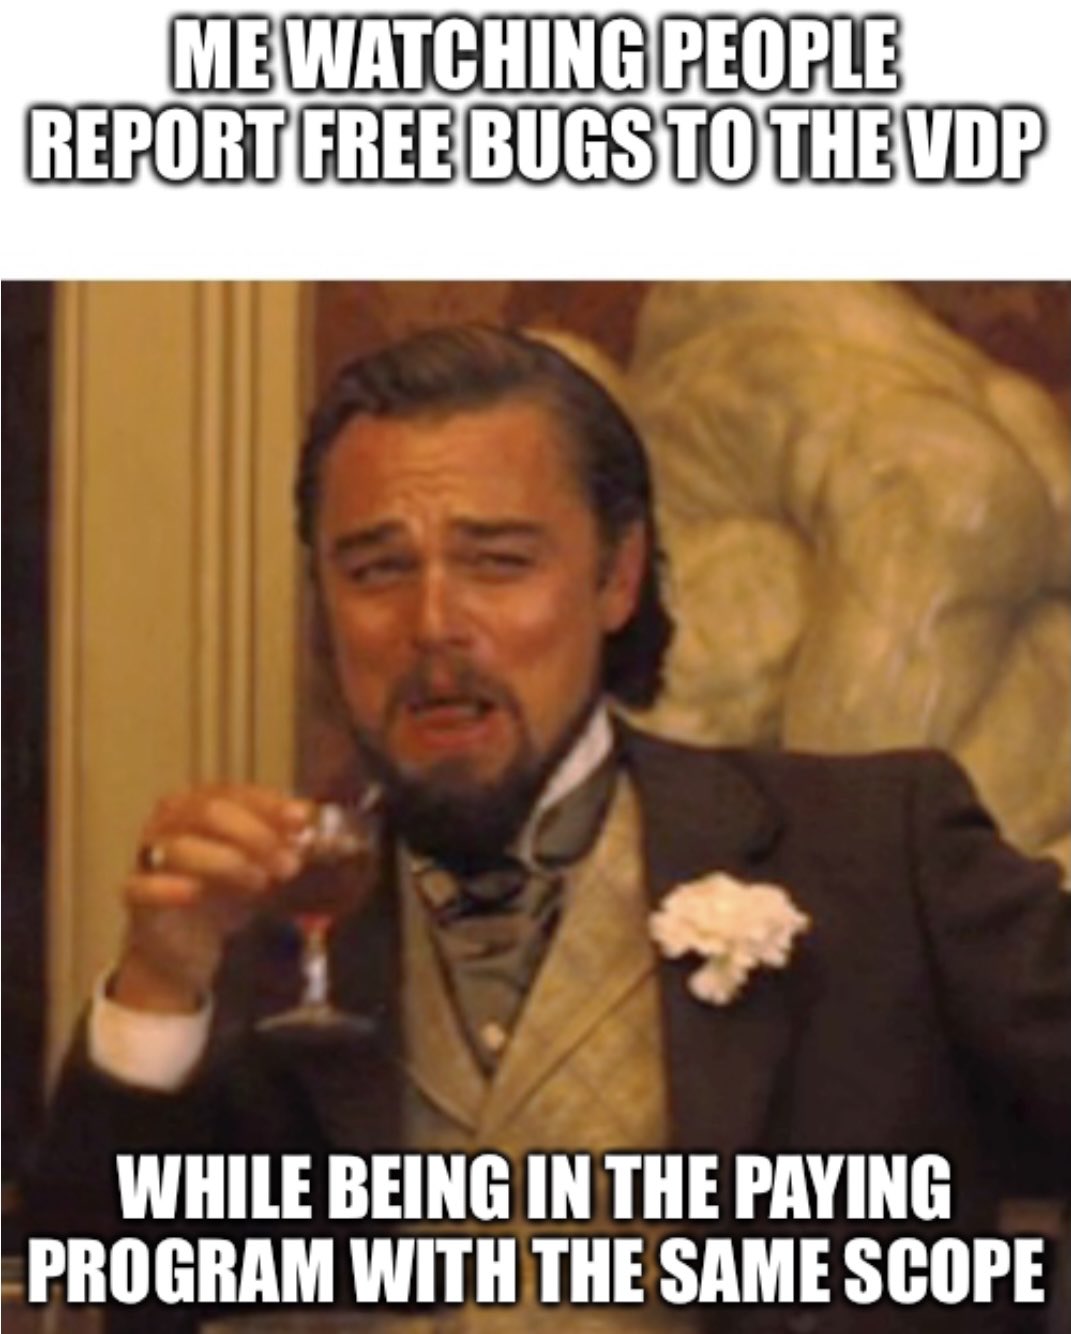 ME WATCHING PEOPLE
REPORT FREE BUGS TO THE VDP
WHILE BEING IN THE PAYING
PROGRAM WITH THE SAME SCOPE